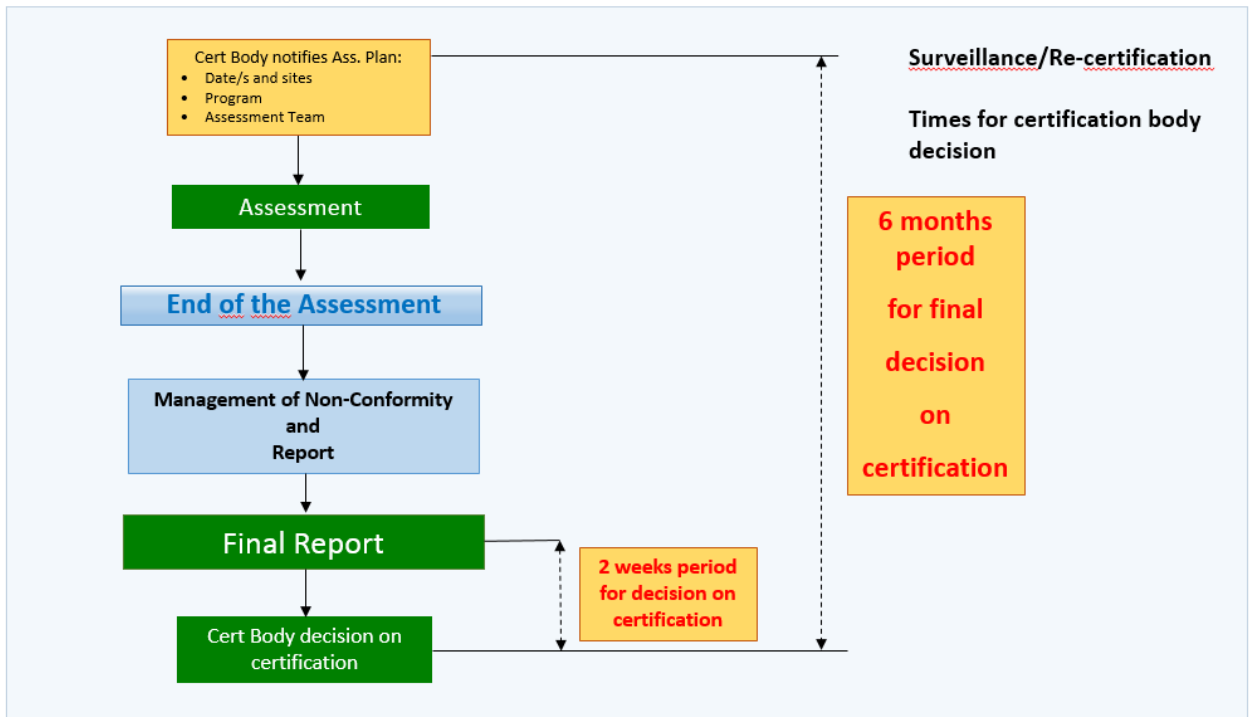 Cert Body notifies Ass. Plan:
• Date/s and sites
• Program
• Assessment Team
Surveillance/Re-certification
Times for certification body
decision
Assessment
End of the Assessment
Management of Non-Conformity
and
Report
Final Report
Cert Body decision on
certification
2 weeks period
for decision on
certification
6 months
period
for final
decision
on
certification